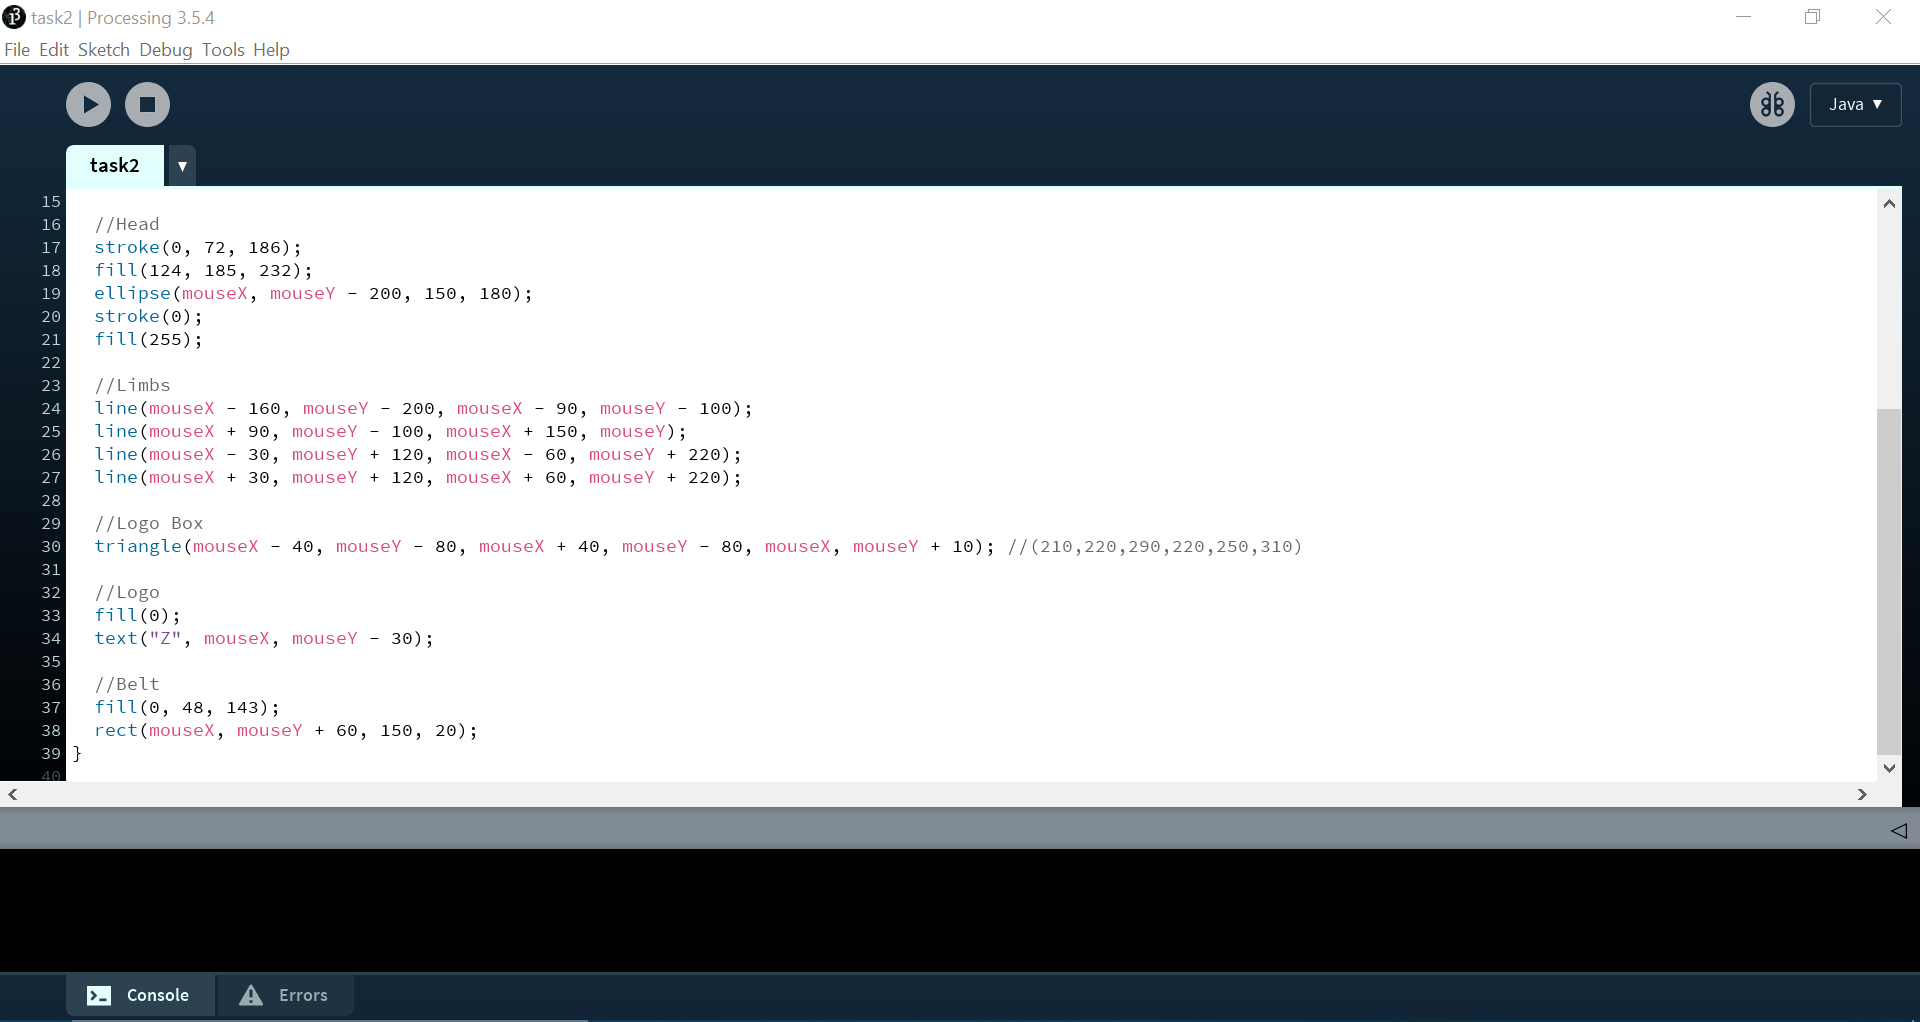 task2 | Processing 3.5.4
File Edit Sketch Debug Tools Help
Java ▼
task2 ▼
15
16 //Head
17 stroke(0, 72, 186);
18 fill(124, 185, 232);
19 ellipse(mouseX, mouseY - 200, 150, 180);
20 stroke(0);
21 fill(255);
22
23 //Limbs
24 line(mouseX - 160, mouseY - 200, mouseX - 90, mouseY - 100);
25 line(mouseX + 90, mouseY - 100, mouseX + 150, mouseY);
26 line(mouseX - 30, mouseY + 120, mouseX - 60, mouseY + 220);
27 line(mouseX + 30, mouseY + 120, mouseX + 60, mouseY + 220);
28
29 //Logo Box
30 triangle(mouseX - 40, mouseY - 80, mouseX + 40, mouseY - 80, mouseX, mouseY + 10); //(210,220,290,220,250,310)
31
32 //Logo
33 fill(0);
34 text("Z", mouseX, mouseY - 30);
35
36 //Belt
37 fill(0, 48, 143);
38 rect(mouseX, mouseY + 60, 150, 20);
39 }
40
Console Errors